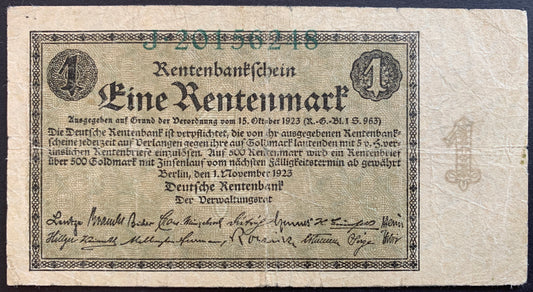 J·20156248
1
1
Rentenbankschein
Eine Rentenmark
Ausgegeben auf Grund der Verordnung vom 15. Oktober 1923 (R.-G.-Bl. I S. 963)
Die Deutsche Rentenbank ist verpflichtet, die von ihr ausgegebenen Rentenbank-
scheine jederzeit auf Verlangen gegen ihre auf Goldmark lautenden mit 5 v. H. ver-
zinslichen Rentenbriefe einzulösen. Auf 500 Rentenmark wird ein Rentenbrief
über 500 Goldmark mit Zinsenlauf vom nächsten Fälligkeitstermin ab gewährt
Berlin, den 1. November 1923
Deutsche Rentenbank
Der Verwaltungsrat
1